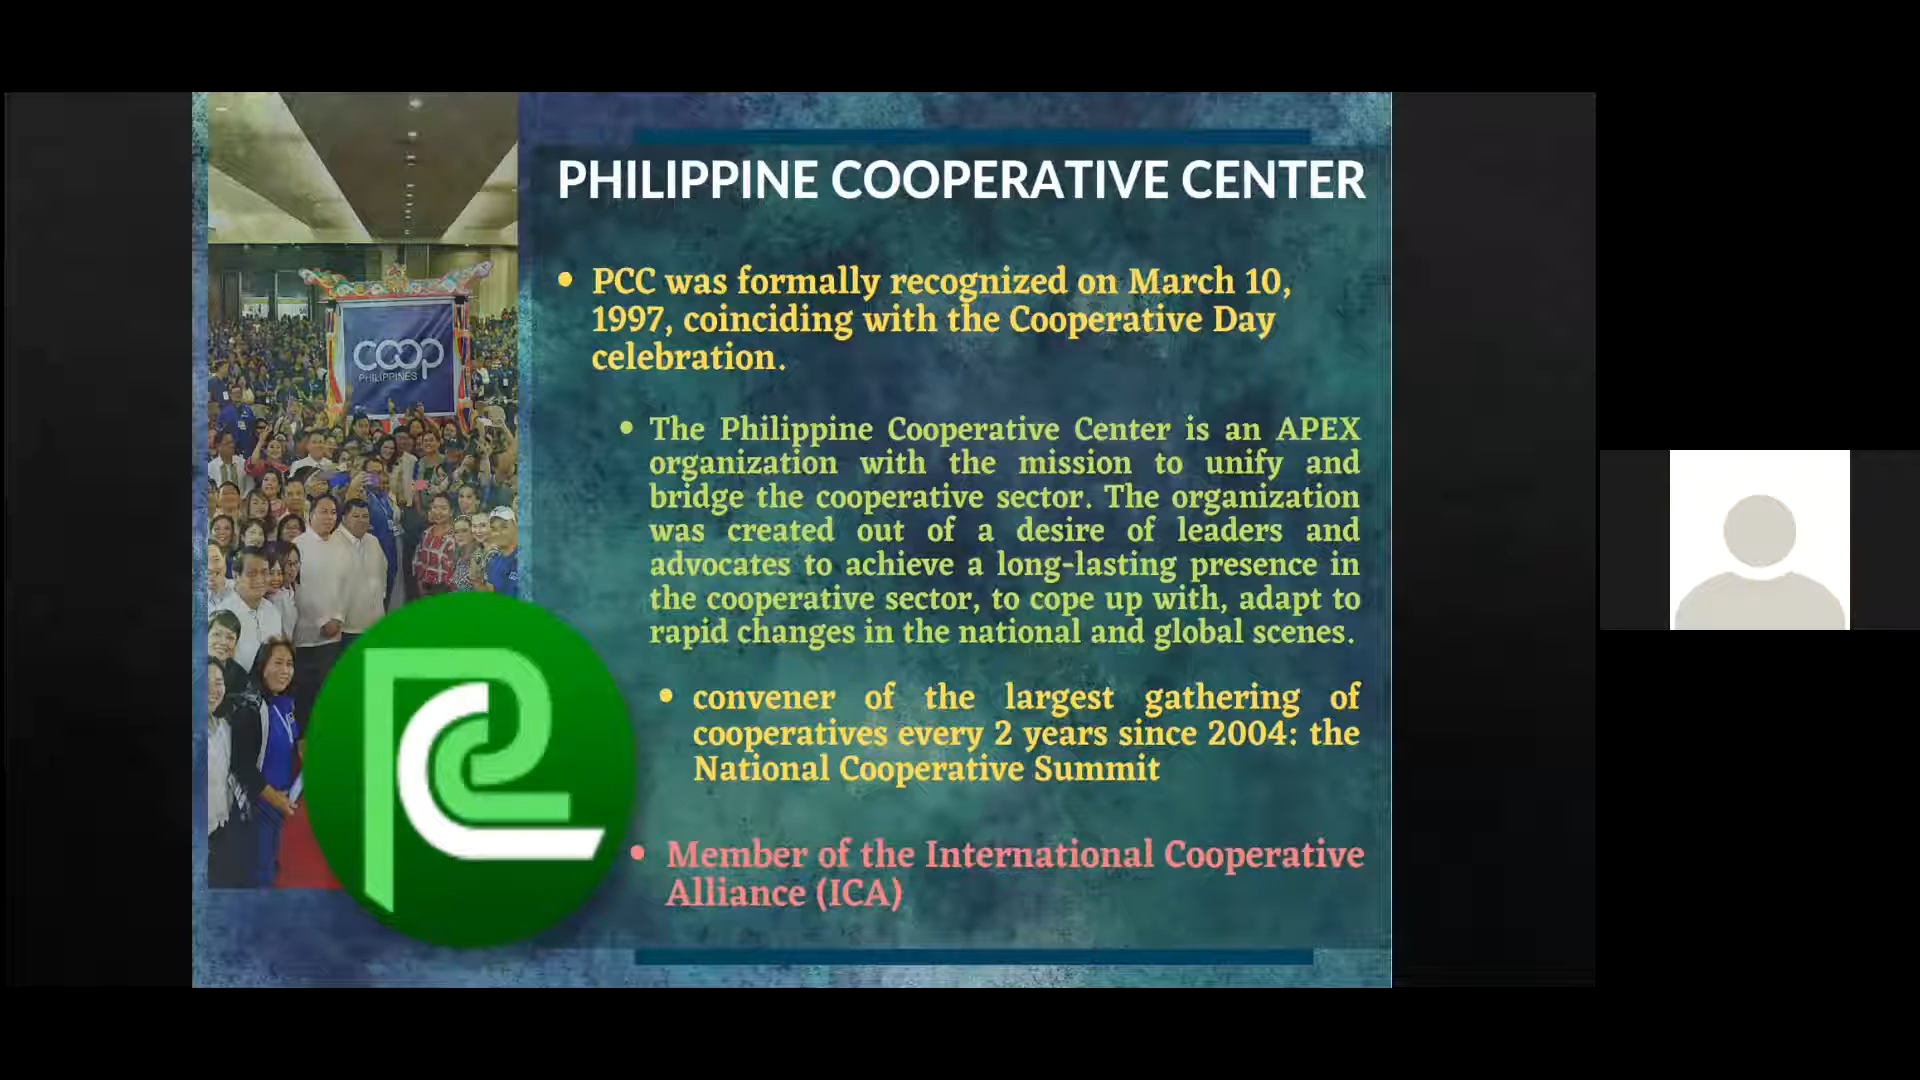 PHILIPPINE COOPERATIVE CENTER
• PCC was formally recognized on March 10,
1997, coinciding with the Cooperative Day
celebration.
• The Philippine Cooperative Center is an APEX
organization with the mission to unify and
bridge the cooperative sector. The organization
was created out of a desire of leaders and
advocates to achieve a long-lasting presence in
the cooperative sector, to cope up with, adapt to
rapid changes in the national and global scenes.
• convener of the largest gathering of
cooperatives every 2 years since 2004: the
National Cooperative Summit
• Member of the International Cooperative
Alliance (ICA)
coop
PHILIPPINES
PCC